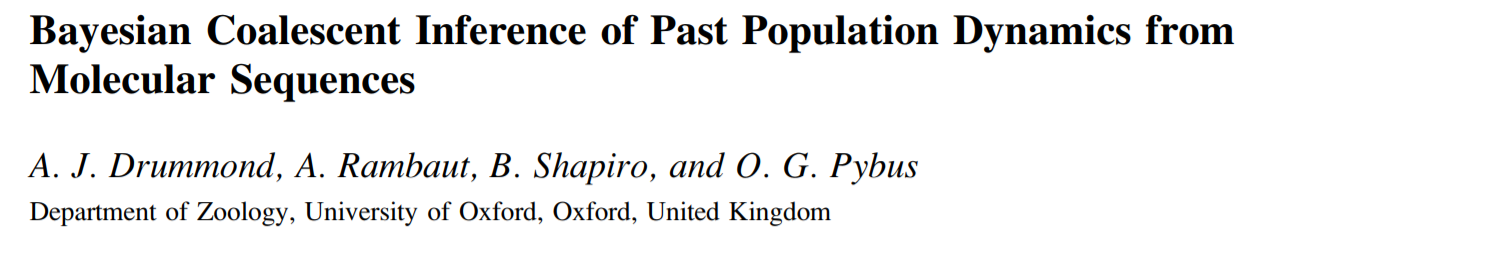 Bayesian Coalescent Inference of Past Population Dynamics from
Molecular Sequences
A. J. Drummond, A. Rambaut, B. Shapiro, and O. G. Pybus
Department of Zoology, University of Oxford, Oxford, United Kingdom